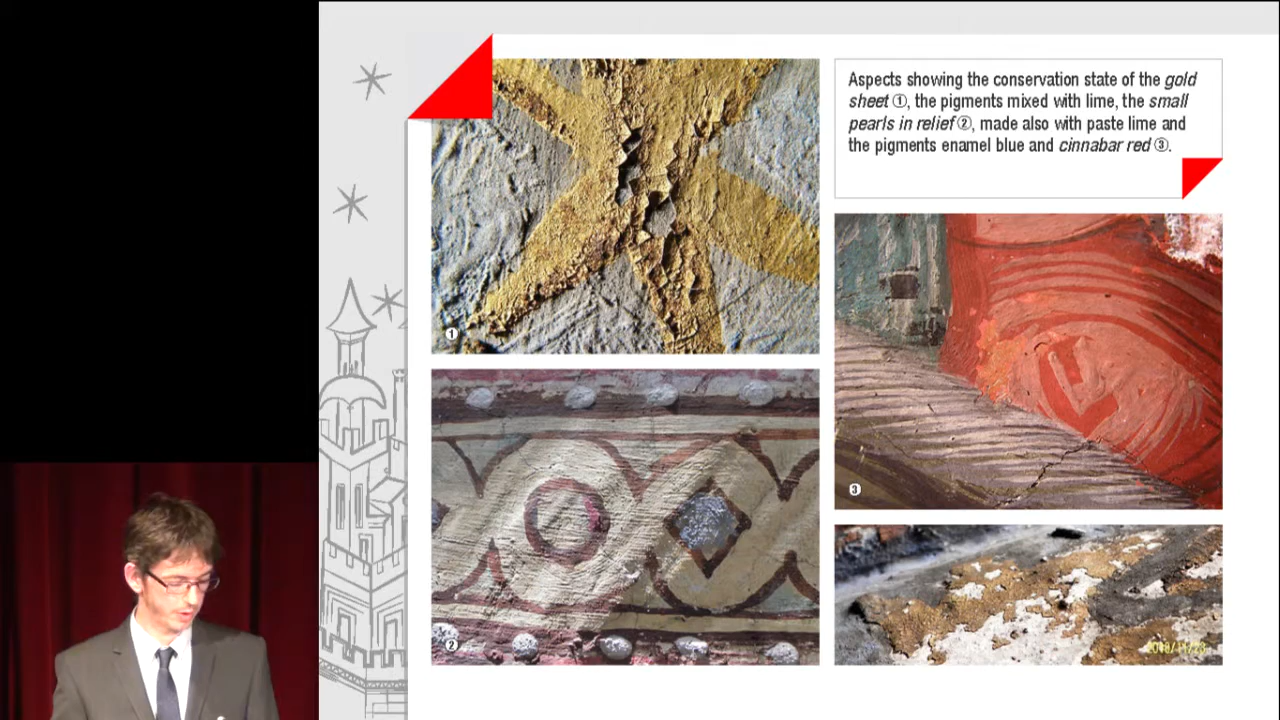 Aspects showing the conservation state of the gold
sheet ①, the pigments mixed with lime, the small
pearls in relief ②, made also with paste lime and
the pigments enamel blue and cinnabar red ③.
1
2
3